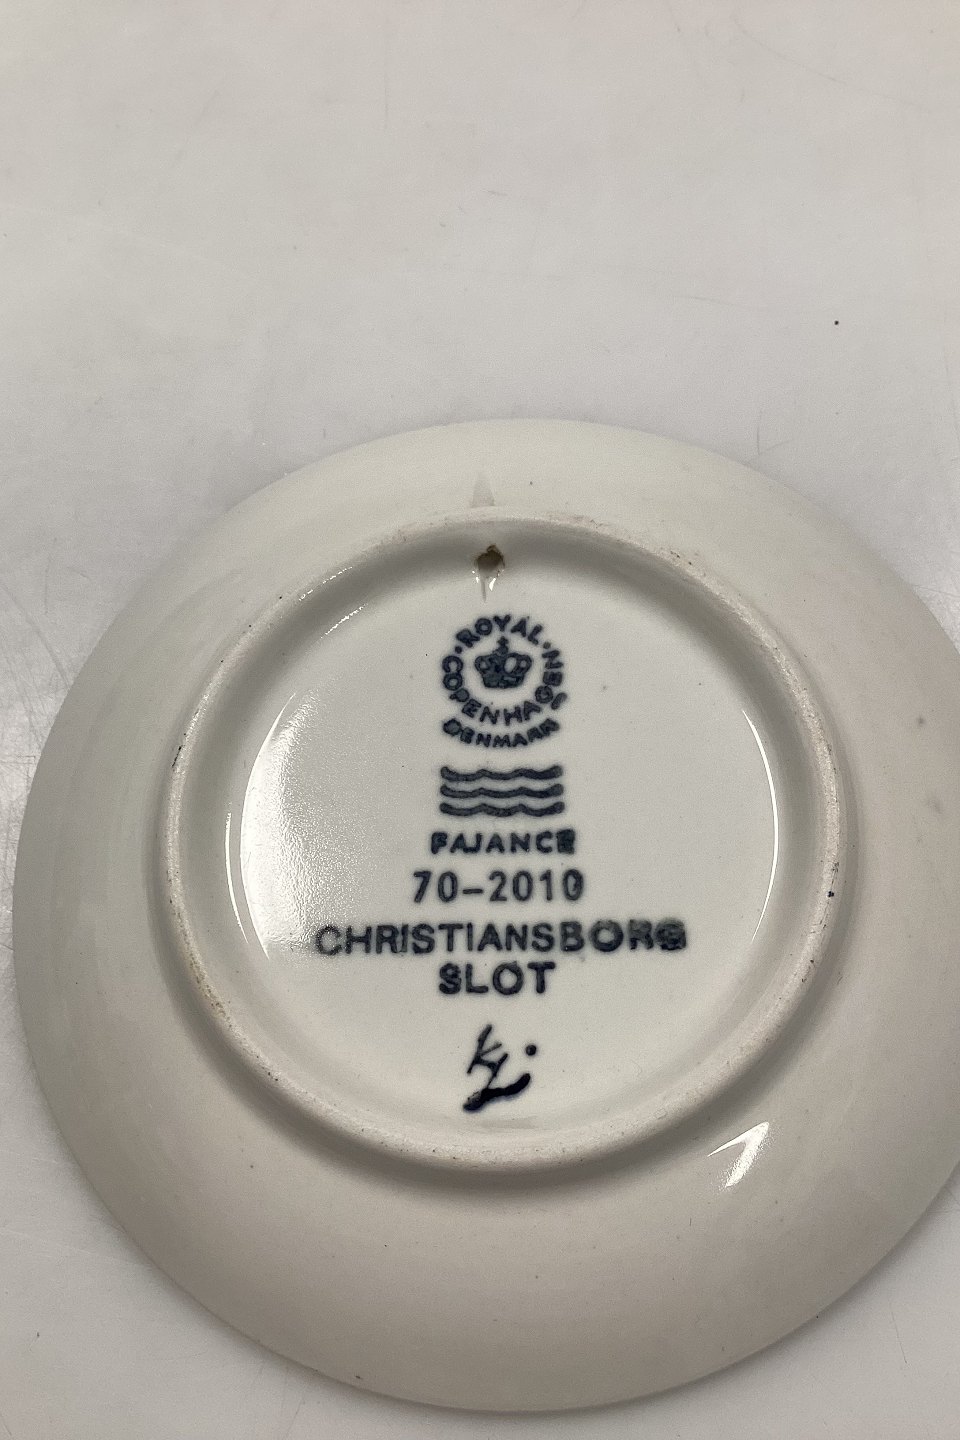 ROYAL
COPENHAGEN
DENMARK
FAJANCE
70-2010
CHRISTIANSBORG
SLOT